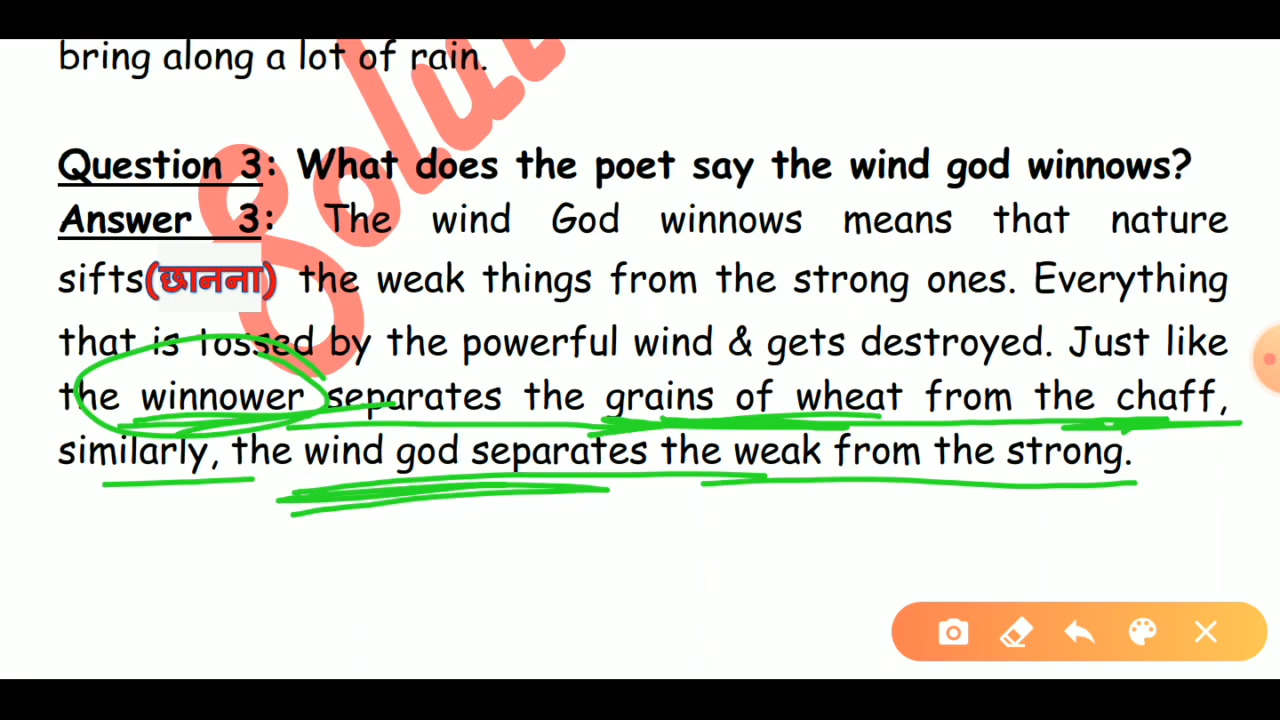 bring along a lot of rain.
Question 3: What does the poet say the wind god winnows?
Answer 3: The wind God winnows means that nature
sifts(छानना) the weak things from the strong ones. Everything
that is tossed by the powerful wind & gets destroyed. Just like
the winnower separates the grains of wheat from the chaff,
similarly, the wind god separates the weak from the strong.